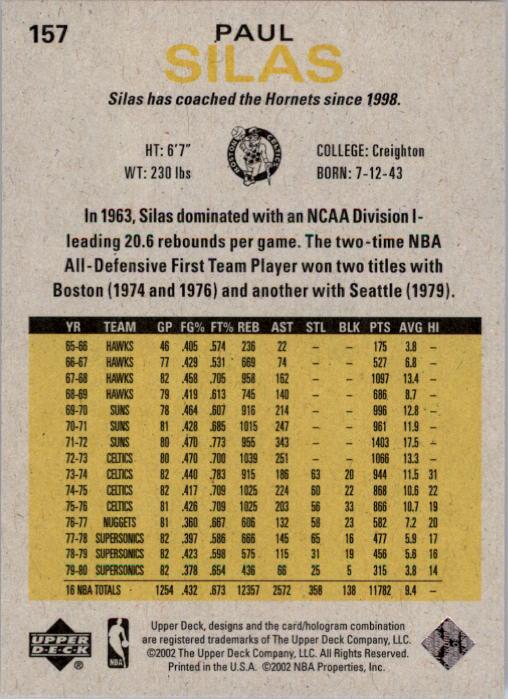 157
PAUL
SILAS
Silas has coached the Hornets since 1998.
HT: 6'7"
WT: 230 lbs
BOSTON CELTICS
COLLEGE: Creighton
BORN: 7-12-43
In 1963, Silas dominated with an NCAA Division I-
leading 20.6 rebounds per game. The two-time NBA
All-Defensive First Team Player won two titles with
Boston (1974 and 1976) and another with Seattle (1979).
YR TEAM GP FG% FT% REB AST STL BLK PTS AVG HI
65-66 HAWKS 46 .405 .574 236 22 – – 175 3.8 –
66-67 HAWKS 77 .429 .531 669 74 – – 527 6.8 –
67-68 HAWKS 82 .458 .705 958 162 – – 1097 13.4 –
68-69 HAWKS 79 .419 .613 745 140 – – 686 8.7 –
69-70 SUNS 78 .464 .607 916 214 – – 996 12.8 –
70-71 SUNS 81 .428 .685 1015 247 – – 961 11.9 –
71-72 SUNS 80 .470 .773 955 343 – – 1403 17.5 –
72-73 CELTICS 80 .470 .700 1039 251 – – 1066 13.3 –
73-74 CELTICS 82 .440 .783 915 186 63 20 944 11.5 31
74-75 CELTICS 82 .417 .709 1025 224 60 22 868 10.6 22
75-76 CELTICS 81 .426 .709 1025 203 56 33 866 10.7 19
76-77 NUGGETS 81 .360 .667 606 132 58 23 582 7.2 20
77-78 SUPERSONICS 82 .397 .586 666 145 65 16 477 5.9 17
78-79 SUPERSONICS 82 .423 .598 575 115 31 19 456 5.6 16
79-80 SUPERSONICS 82 .378 .654 436 66 25 5 315 3.8 14
16 NBA TOTALS 1254 .432 .673 12357 2572 358 138 11782 9.4 –
UPPER DECK ®
NBA
Upper Deck, designs and the card/hologram combination
are registered trademarks of The Upper Deck Company, LLC.
©2002 The Upper Deck Company, LLC. All Rights Reserved.
Printed in the U.S.A. ©2002 NBA Properties, Inc.